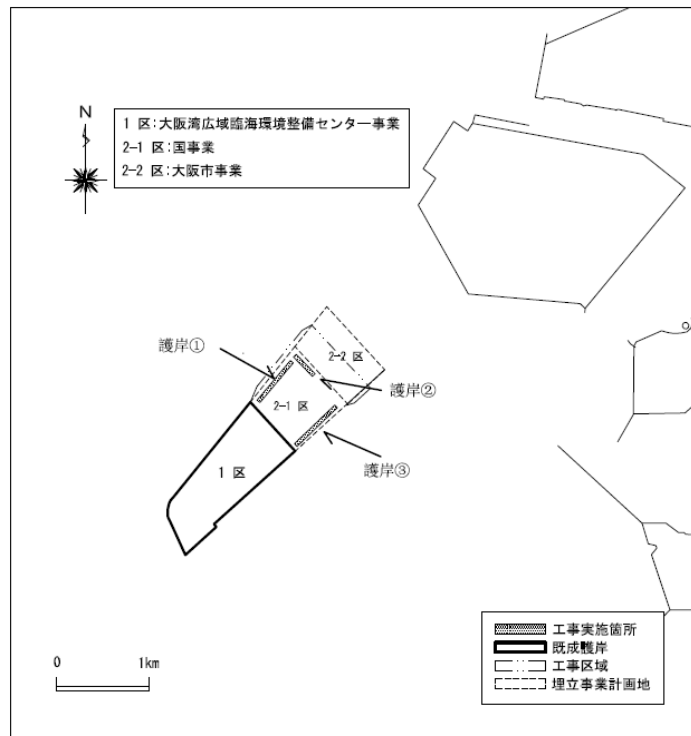 N
1 区:大阪湾広域臨海環境整備センター事業
2-1 区:国事業
2-2 区:大阪市事業
護岸①
2-2 区
護岸②
2-1 区
護岸③
1 区
0 1km
工事実施箇所
既成護岸
工事区域
埋立事業計画地